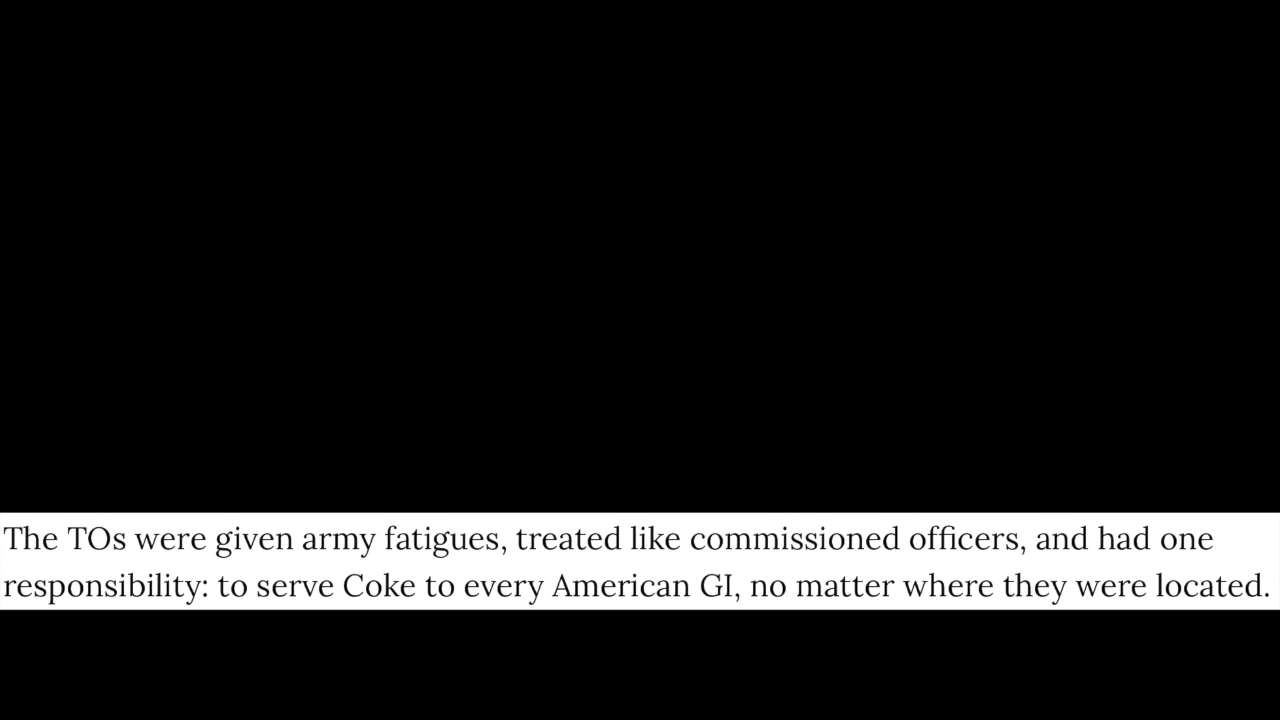 The TOs were given army fatigues, treated like commissioned officers, and had one
responsibility: to serve Coke to every American GI, no matter where they were located.